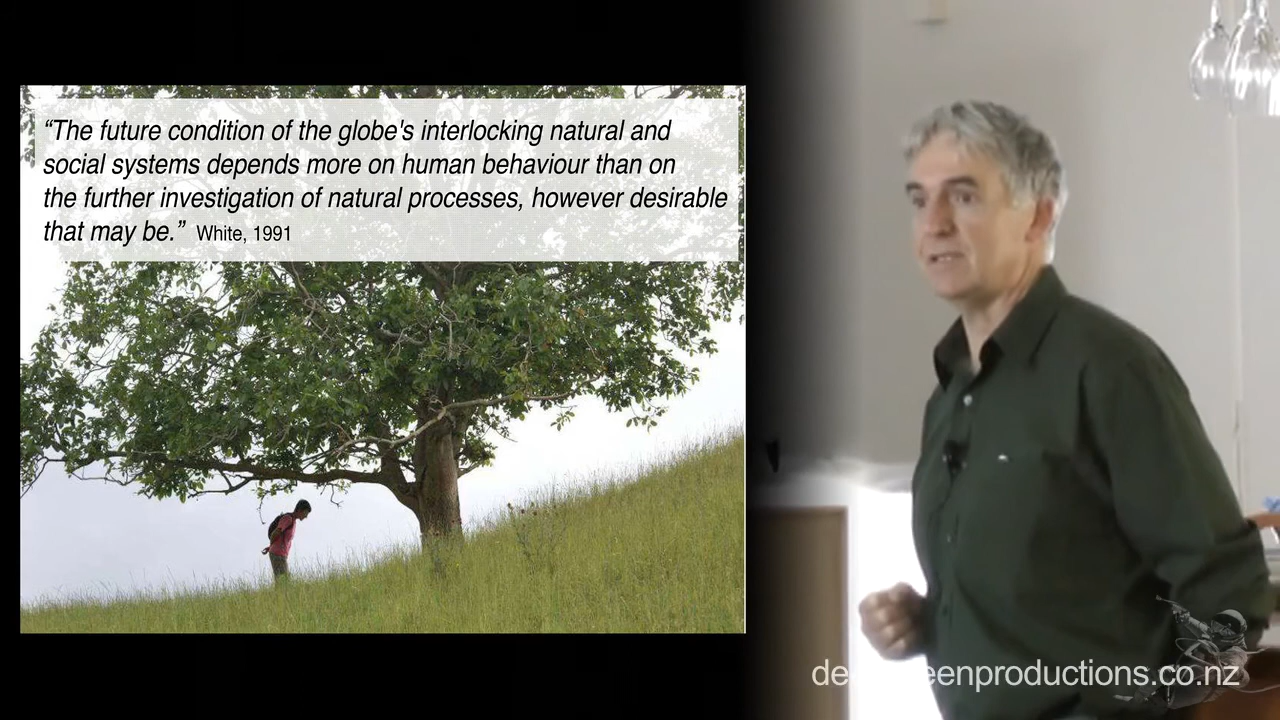 “The future condition of the globe's interlocking natural and
social systems depends more on human behaviour than on
the further investigation of natural processes, however desirable
that may be.” White, 1991